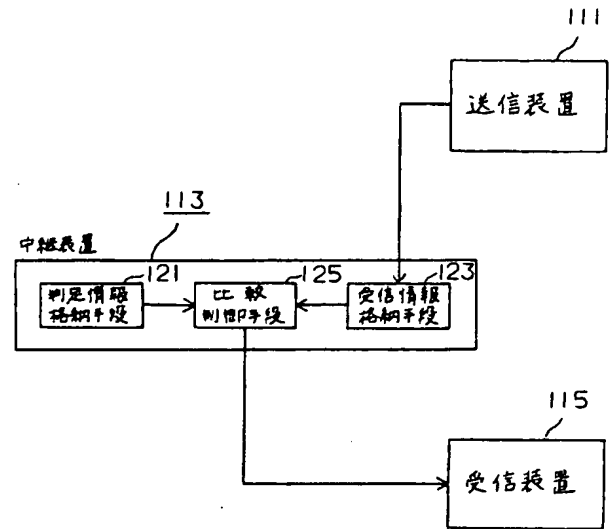 111
送信装置
113
中継装置
121
125
123
判定情報
格納手段
比較
制御手段
受信情報
格納手段
115
受信装置